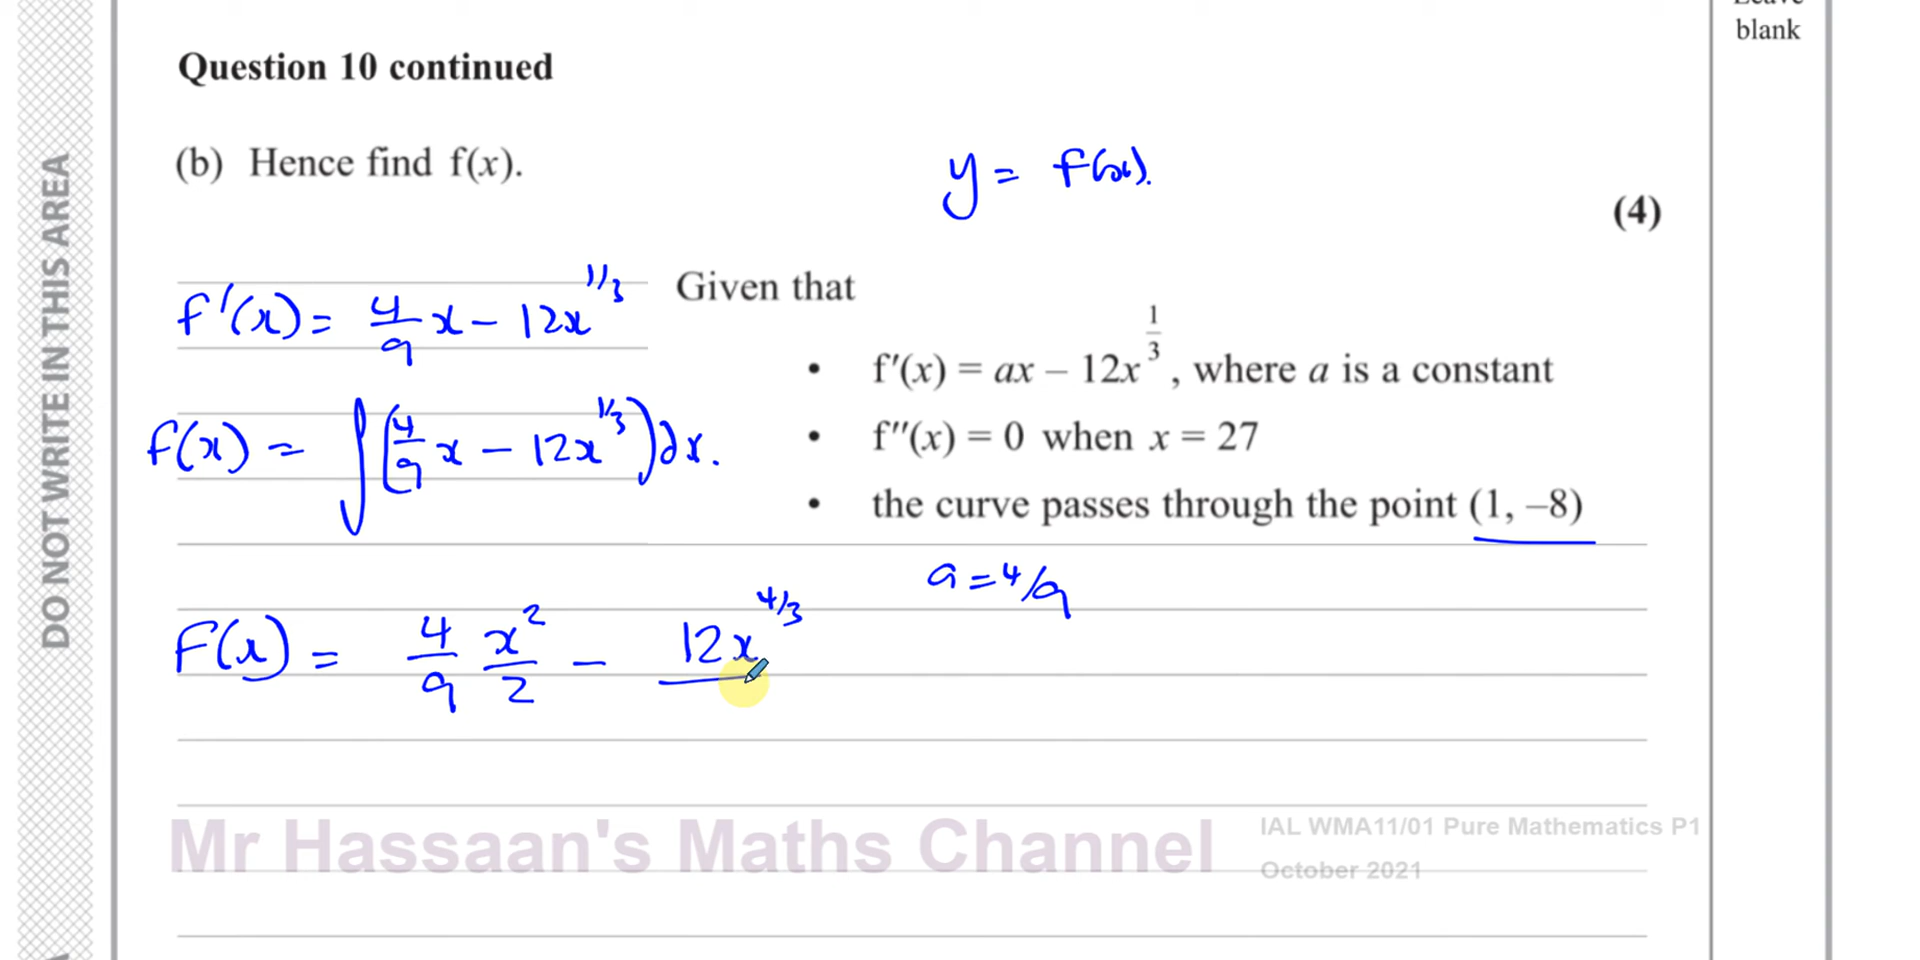 blank
Question 10 continued
(b) Hence find f(x).
y = f(x).
(4)
f'(x) = 4/9 x - 12x^1/3
Given that
• f'(x) = ax – 12x^1/3, where a is a constant
f(x) = ∫(4/9 x - 12x^1/3)dx.
• f''(x) = 0 when x = 27
• the curve passes through the point (1, –8)
a = 4/9
F(x) = 4/9 x²/2 - 12x^4/3
DO NOT WRITE IN THIS AREA
Mr Hassaan's Maths Channel
IAL WMA11/01 Pure Mathematics P1
October 2021